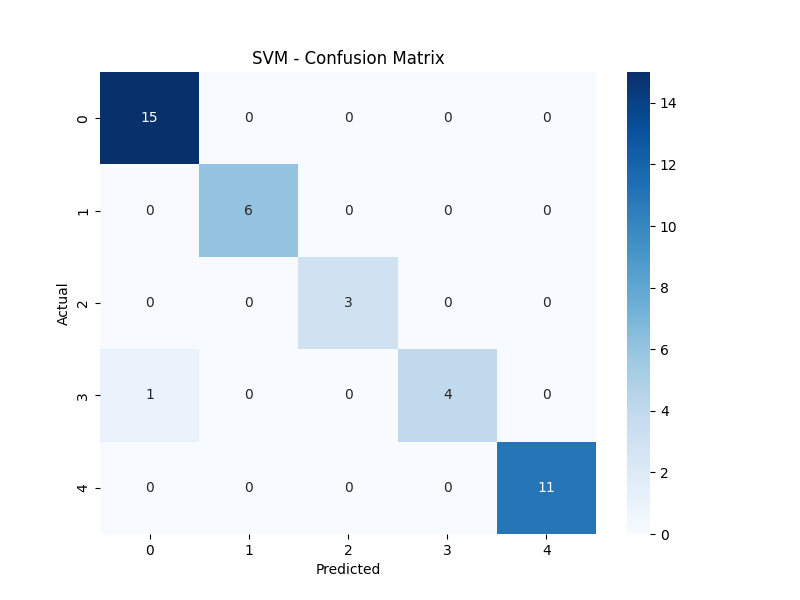 SVM - Confusion Matrix
0 15 0 0 0 0
1 0 6 0 0 0
2 0 0 3 0 0
3 1 0 0 4 0
4 0 0 0 0 11
0 1 2 3 4
Actual
Predicted
14
12
10
8
6
4
2
0